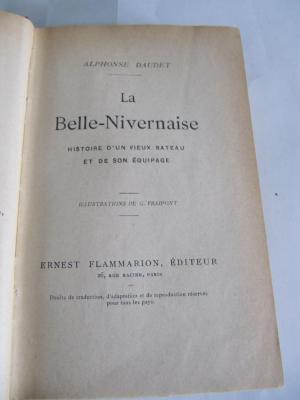 ALPHONSE DAUDET
La
Belle-Nivernaise
HISTOIRE D'UN VIEUX BATEAU
ET DE SON ÉQUIPAGE
ILLUSTRATIONS DE G. FRAIPONT
ERNEST FLAMMARION, ÉDITEUR
26, RUE RACINE, PARIS
Droits de traduction, d'adaptation et de reproduction réservés
pour tous les pays.